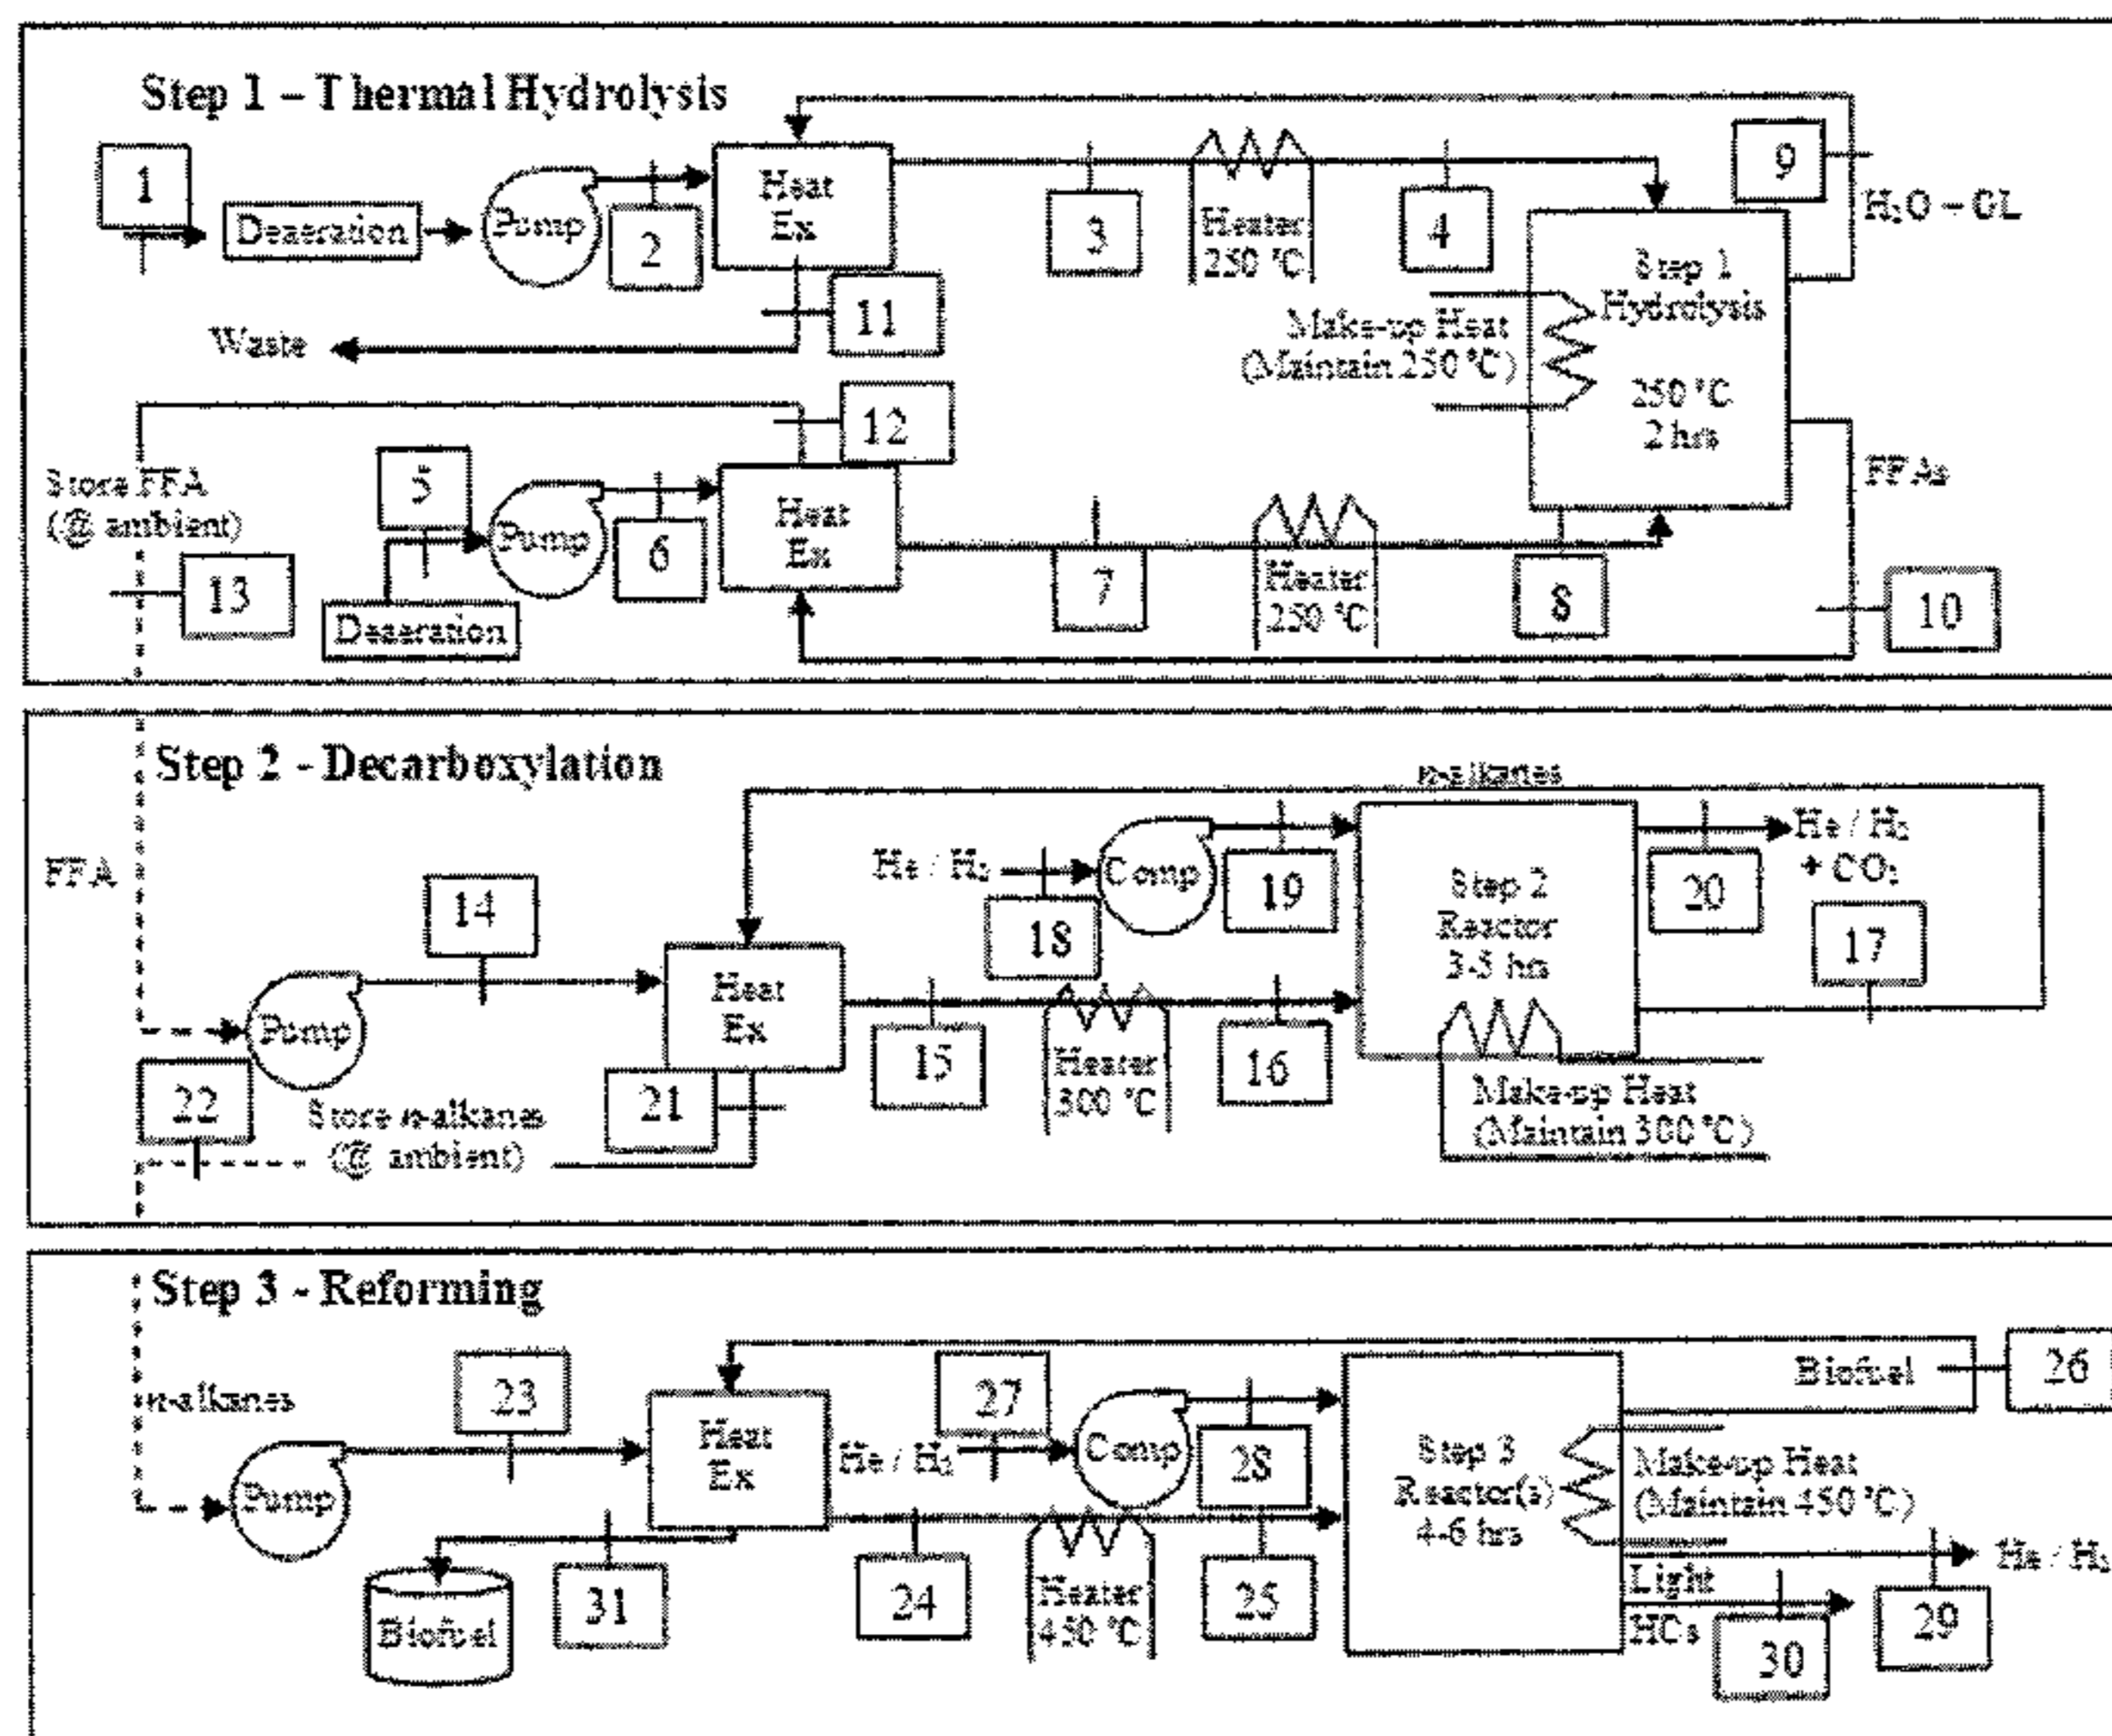 Step 1 – Thermal Hydrolysis
1
Deaeration
Pump
2
Heat
Ex
3
Heater
250 °C
4
9
H₂O – GL
Step 1
Hydrolysis
250 °C
2 hrs
Make-up Heat
(Maintain 250 °C)
11
Waste
12
Store FFA
(@ ambient)
5
Pump
6
Heat
Ex
7
Heater
250 °C
8
FFAs
10
13
Deaeration
Step 2 - Decarboxylation
n-alkanes
FFA
14
Pump
Heat
Ex
He / H₂
18
Comp
19
Step 2
Reactor
3-5 hrs
He / H₂
+ CO₂
20
17
15
Heater
300 °C
16
Make-up Heat
(Maintain 300 °C)
22
21
Store n-alkanes
(@ ambient)
Step 3 - Reforming
n-alkanes
23
Pump
Heat
Ex
27
He / H₂
Comp
28
Step 3
Reactor(s)
4-6 hrs
Biofuel
26
Make-up Heat
(Maintain 450 °C)
He / H₂
Light
HCs
29
30
31
Biofuel
24
Heater
450 °C
25